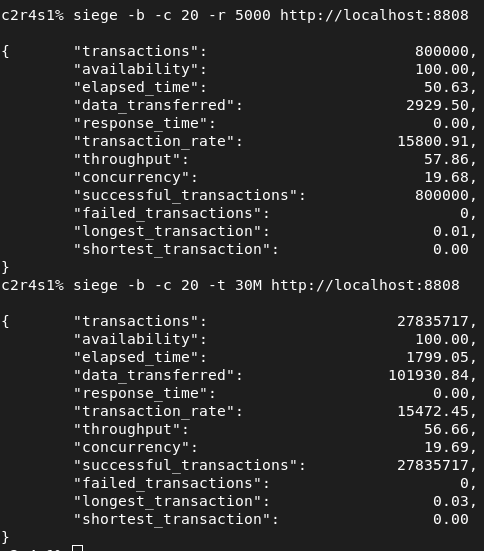 c2r4s1% siege -b -c 20 -r 5000 http://localhost:8808
{ "transactions": 800000,
"availability": 100.00,
"elapsed_time": 50.63,
"data_transferred": 2929.50,
"response_time": 0.00,
"transaction_rate": 15800.91,
"throughput": 57.86,
"concurrency": 19.68,
"successful_transactions": 800000,
"failed_transactions": 0,
"longest_transaction": 0.01,
"shortest_transaction": 0.00
}
c2r4s1% siege -b -c 20 -t 30M http://localhost:8808
{ "transactions": 27835717,
"availability": 100.00,
"elapsed_time": 1799.05,
"data_transferred": 101930.84,
"response_time": 0.00,
"transaction_rate": 15472.45,
"throughput": 56.66,
"concurrency": 19.69,
"successful_transactions": 27835717,
"failed_transactions": 0,
"longest_transaction": 0.03,
"shortest_transaction": 0.00
}